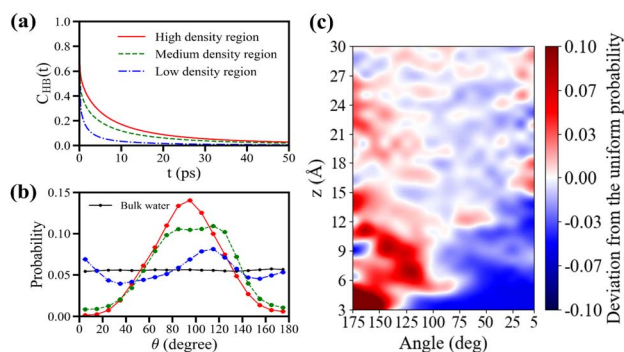 (a)
1.0
0.8
0.6
0.4
0.2
0.0
C_HB(t)
High density region
Medium density region
Low density region
0 10 20 30 40 50
t (ps)
(b)
0.15
0.10
0.05
0.00
Probability
Bulk water
0 20 40 60 80 100 120 140 160 180
θ (degree)
(c)
30
27
24
21
18
15
12
9
6
3
z (Å)
175 150 125 100 75 50 25 5
Angle (deg)
0.10
0.07
0.03
0.00
-0.03
-0.07
-0.10
Deviation from the uniform probability